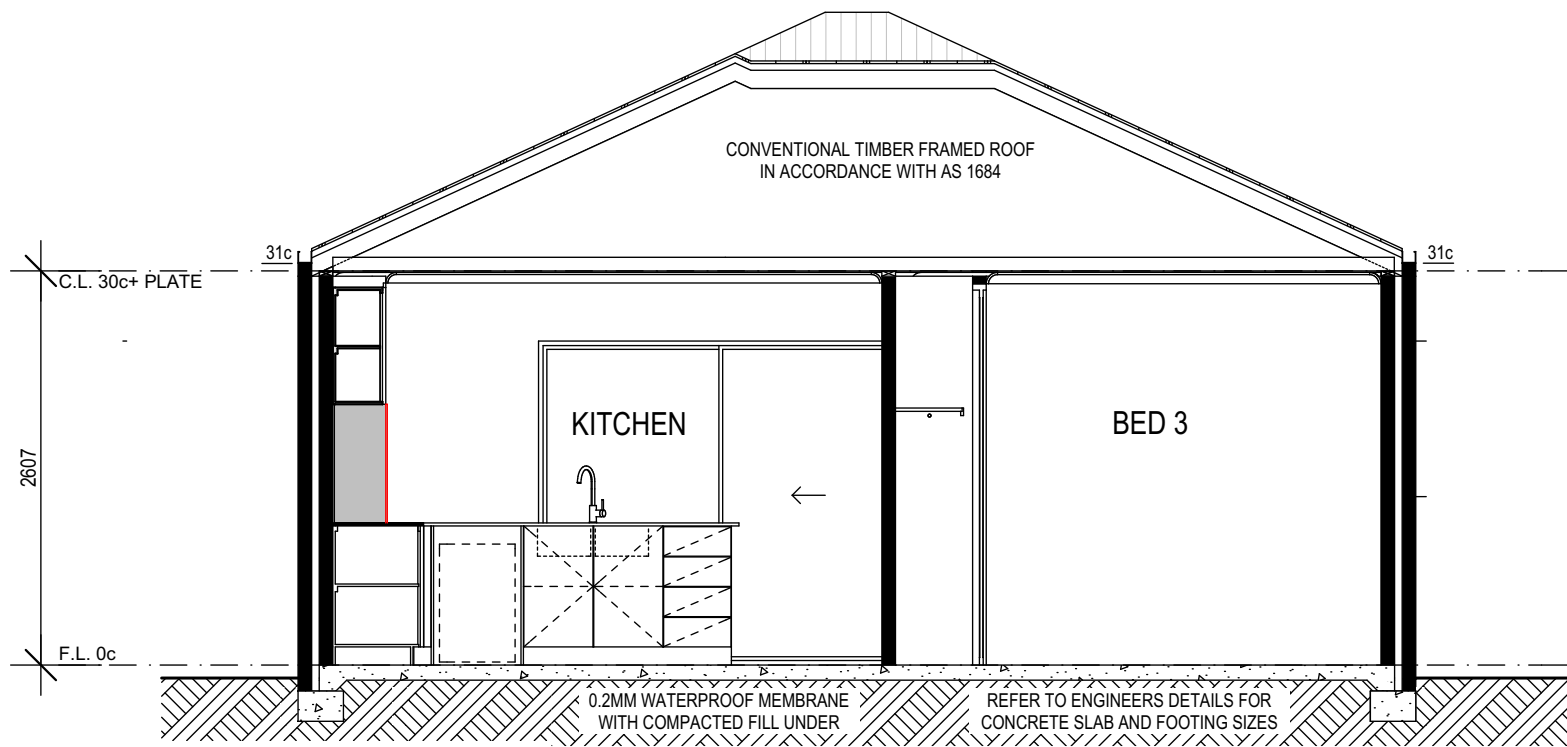 CONVENTIONAL TIMBER FRAMED ROOF
IN ACCORDANCE WITH AS 1684
31c
31c
C.L. 30c+ PLATE
2607
KITCHEN
BED 3
F.L. 0c
0.2MM WATERPROOF MEMBRANE
WITH COMPACTED FILL UNDER
REFER TO ENGINEERS DETAILS FOR
CONCRETE SLAB AND FOOTING SIZES